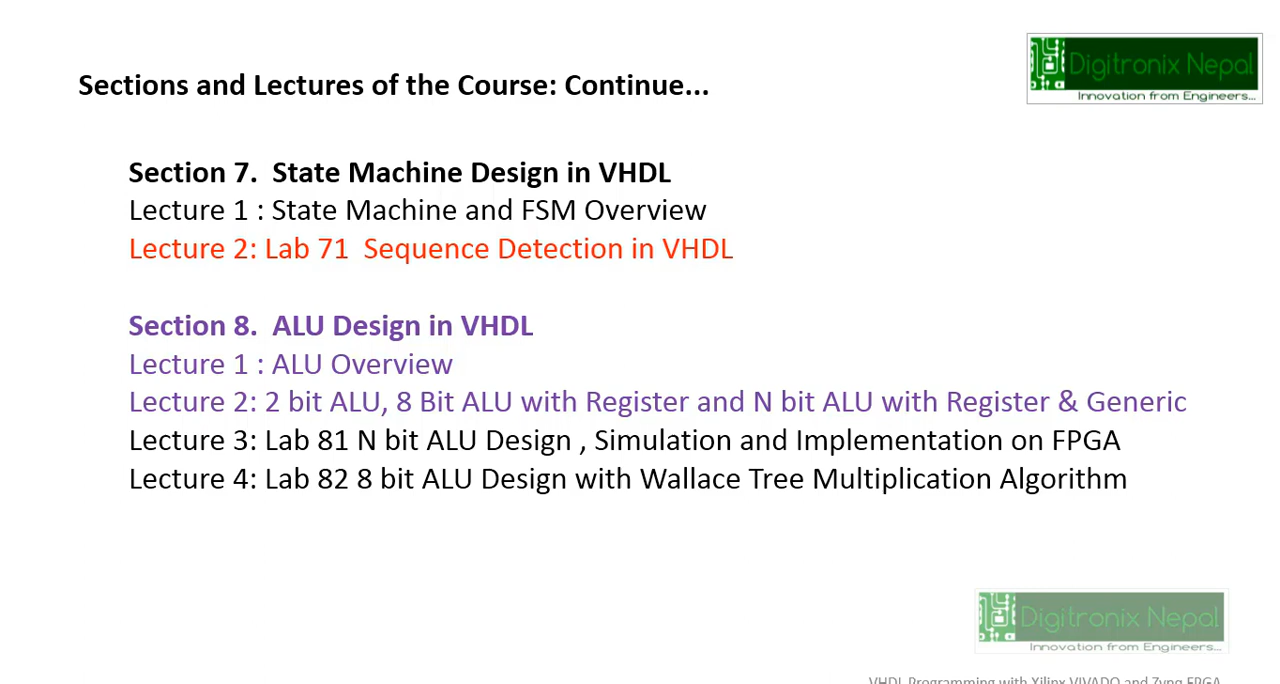 Digitronix Nepal
Innovation from Engineers...
Sections and Lectures of the Course: Continue...
Section 7. State Machine Design in VHDL
Lecture 1 : State Machine and FSM Overview
Lecture 2: Lab 71 Sequence Detection in VHDL
Section 8. ALU Design in VHDL
Lecture 1 : ALU Overview
Lecture 2: 2 bit ALU, 8 Bit ALU with Register and N bit ALU with Register & Generic
Lecture 3: Lab 81 N bit ALU Design , Simulation and Implementation on FPGA
Lecture 4: Lab 82 8 bit ALU Design with Wallace Tree Multiplication Algorithm
Digitronix Nepal
Innovation from Engineers...
VHDL Programming with Xilinx VIVADO and Zynq FPGA